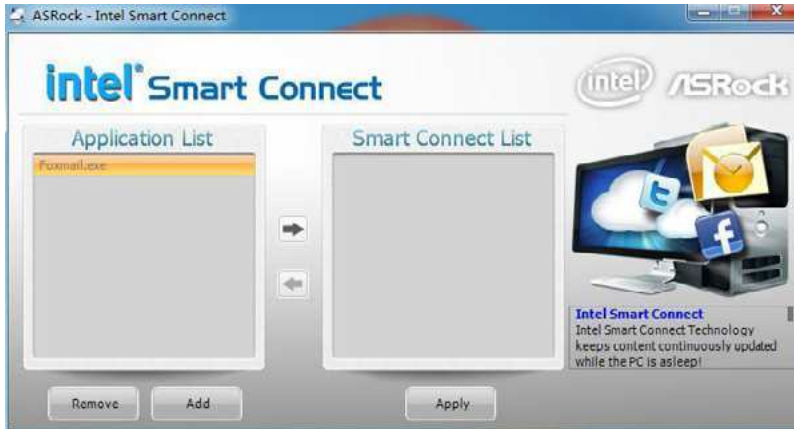 ASRock - Intel Smart Connect
intel Smart Connect
intel ASRock
Application List
Smart Connect List
Foxmail.exe
Intel Smart Connect
Intel Smart Connect Technology
keeps content continuously updated
while the PC is asleep!
Remove
Add
Apply